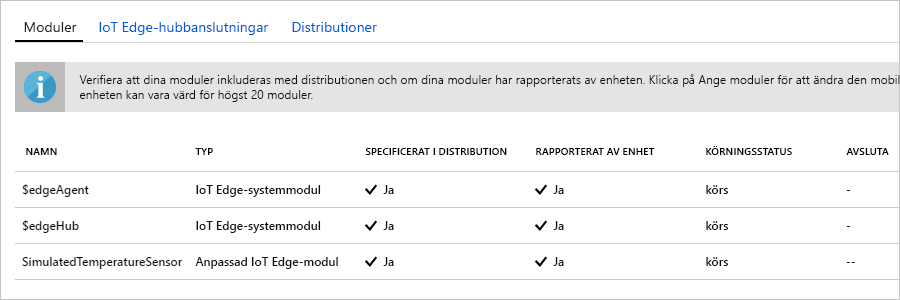 Moduler IoT Edge-hubbanslutningar Distributioner
Verifiera att dina moduler inkluderas med distributionen och om dina moduler har rapporterats av enheten. Klicka på Ange moduler för att ändra den mobil
enheten kan vara värd för högst 20 moduler.
NAMN TYP SPECIFICERAT I DISTRIBUTION RAPPORTERAT AV ENHET KÖRNINGSSTATUS AVSLUTA
$edgeAgent IoT Edge-systemmodul Ja Ja körs -
$edgeHub IoT Edge-systemmodul Ja Ja körs -
SimulatedTemperatureSensor Anpassad IoT Edge-modul Ja Ja körs --